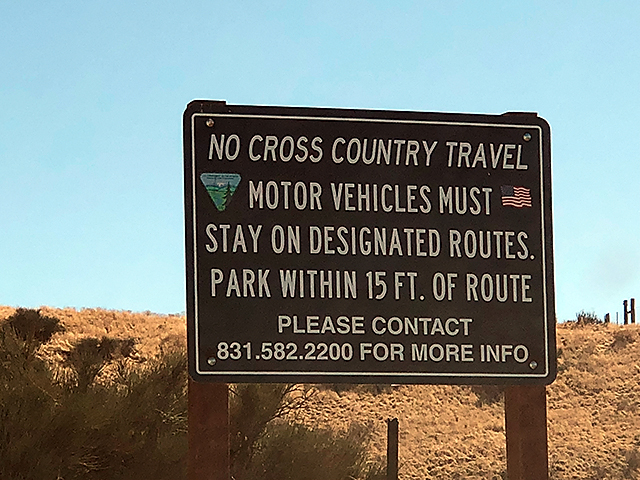 NO CROSS COUNTRY TRAVEL
MOTOR VEHICLES MUST
STAY ON DESIGNATED ROUTES.
PARK WITHIN 15 FT. OF ROUTE
PLEASE CONTACT
831.582.2200 FOR MORE INFO